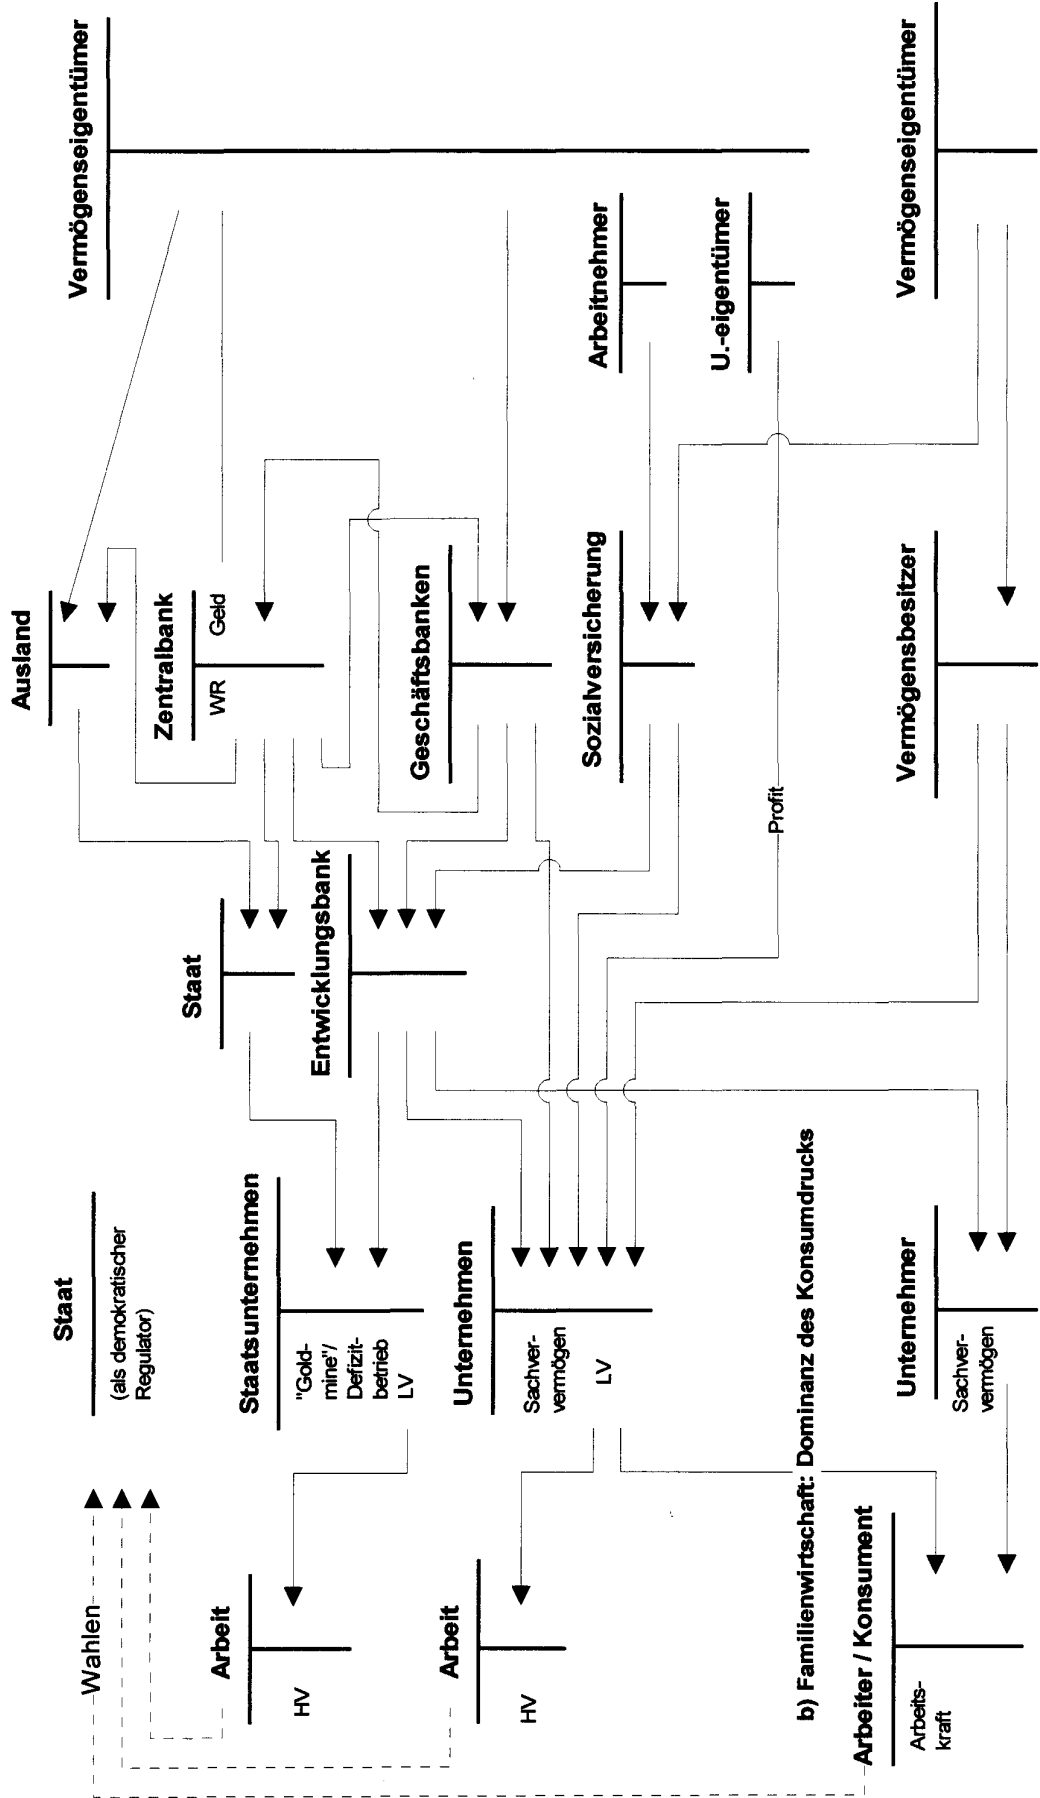 Ausland
Staat
Vermögenseigentümer
Wahlen
(als demokratischer
Regulator)
Zentralbank
Staat
WR
Geld
Arbeit
Staatsunternehmen
HV
"Gold-
mine"/
Defizit-
betrieb
LV
Entwicklungsbank
Geschäftsbanken
Arbeit
Unternehmen
HV
Sachver-
vermögen
LV
Sozialversicherung
Arbeitnehmer
U.-eigentümer
Profit
b) Familienwirtschaft: Dominanz des Konsumdrucks
Arbeiter / Konsument
Unternehmer
Vermögensbesitzer
Vermögenseigentümer
Arbeits-
kraft
Sachver-
vermögen